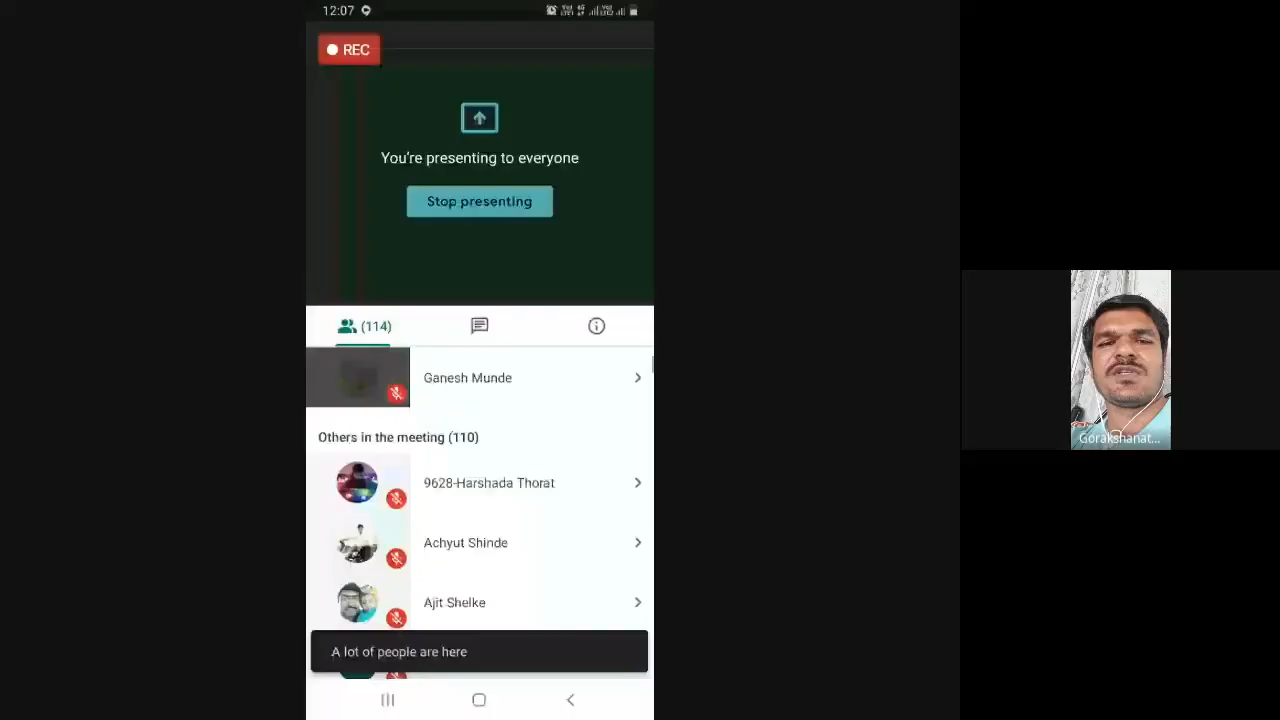 12:07
REC
You're presenting to everyone
Stop presenting
(114)
Ganesh Munde
Others in the meeting (110)
9628-Harshada Thorat
Achyut Shinde
Ajit Shelke
A lot of people are here
Gorakshanat...